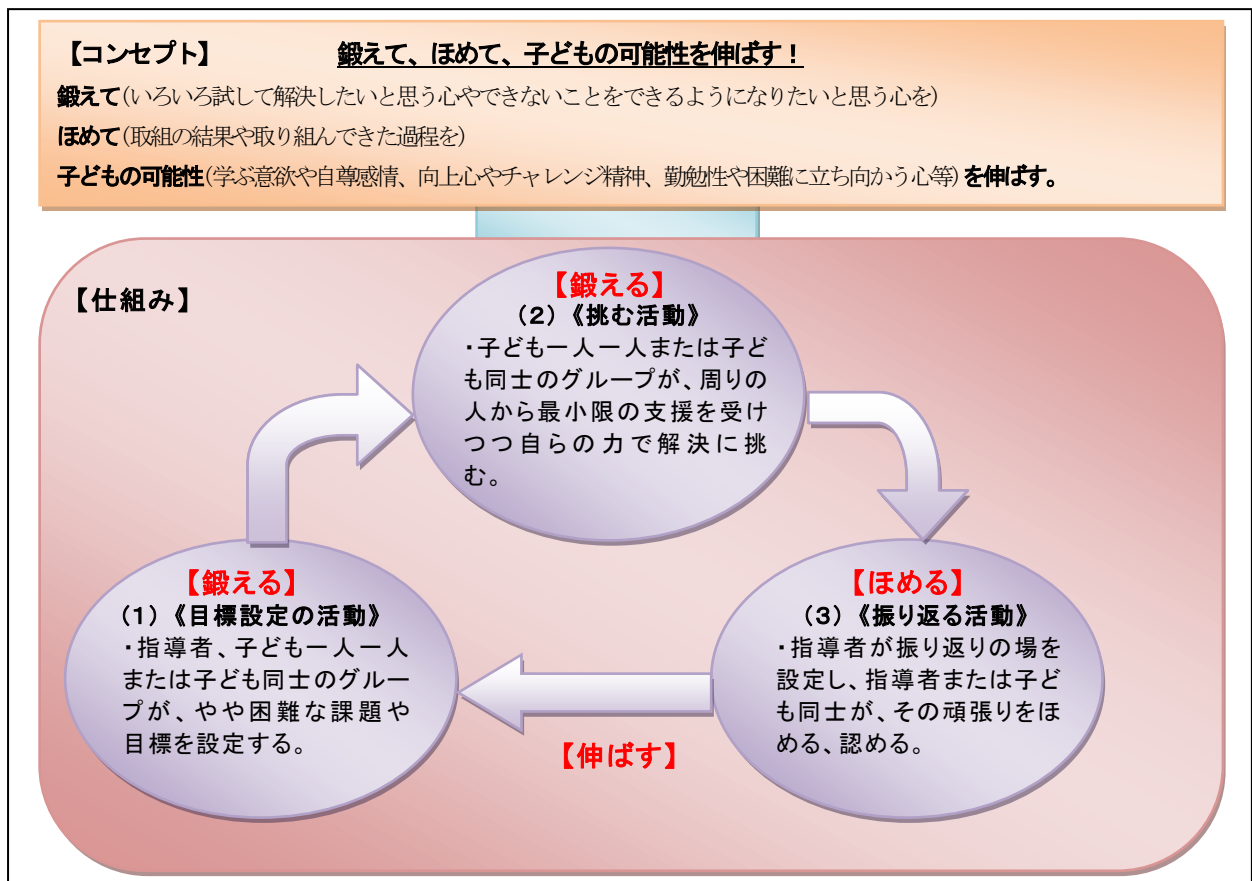 【コンセプト】 鍛えて、ほめて、子どもの可能性を伸ばす！
鍛えて(いろいろ試して解決したいと思う心やできないことをできるようになりたいと思う心を)
ほめて(取組の結果や取り組んできた過程を)
子どもの可能性(学ぶ意欲や自尊感情、向上心やチャレンジ精神、勤勉性や困難に立ち向かう心等)を伸ばす。
【仕組み】
【鍛える】
(2)《挑む活動》
・子ども一人一人または子ど
も同士のグループが、周りの
人から最小限の支援を受け
つつ自らの力で解決に挑
む。
【鍛える】
(1)《目標設定の活動》
・指導者、子ども一人一人
または子ども同士のグルー
プが、やや困難な課題や
目標を設定する。
【ほめる】
(3)《振り返る活動》
・指導者が振り返りの場を
設定し、指導者または子ど
も同士が、その頑張りをほ
める、認める。
【伸ばす】